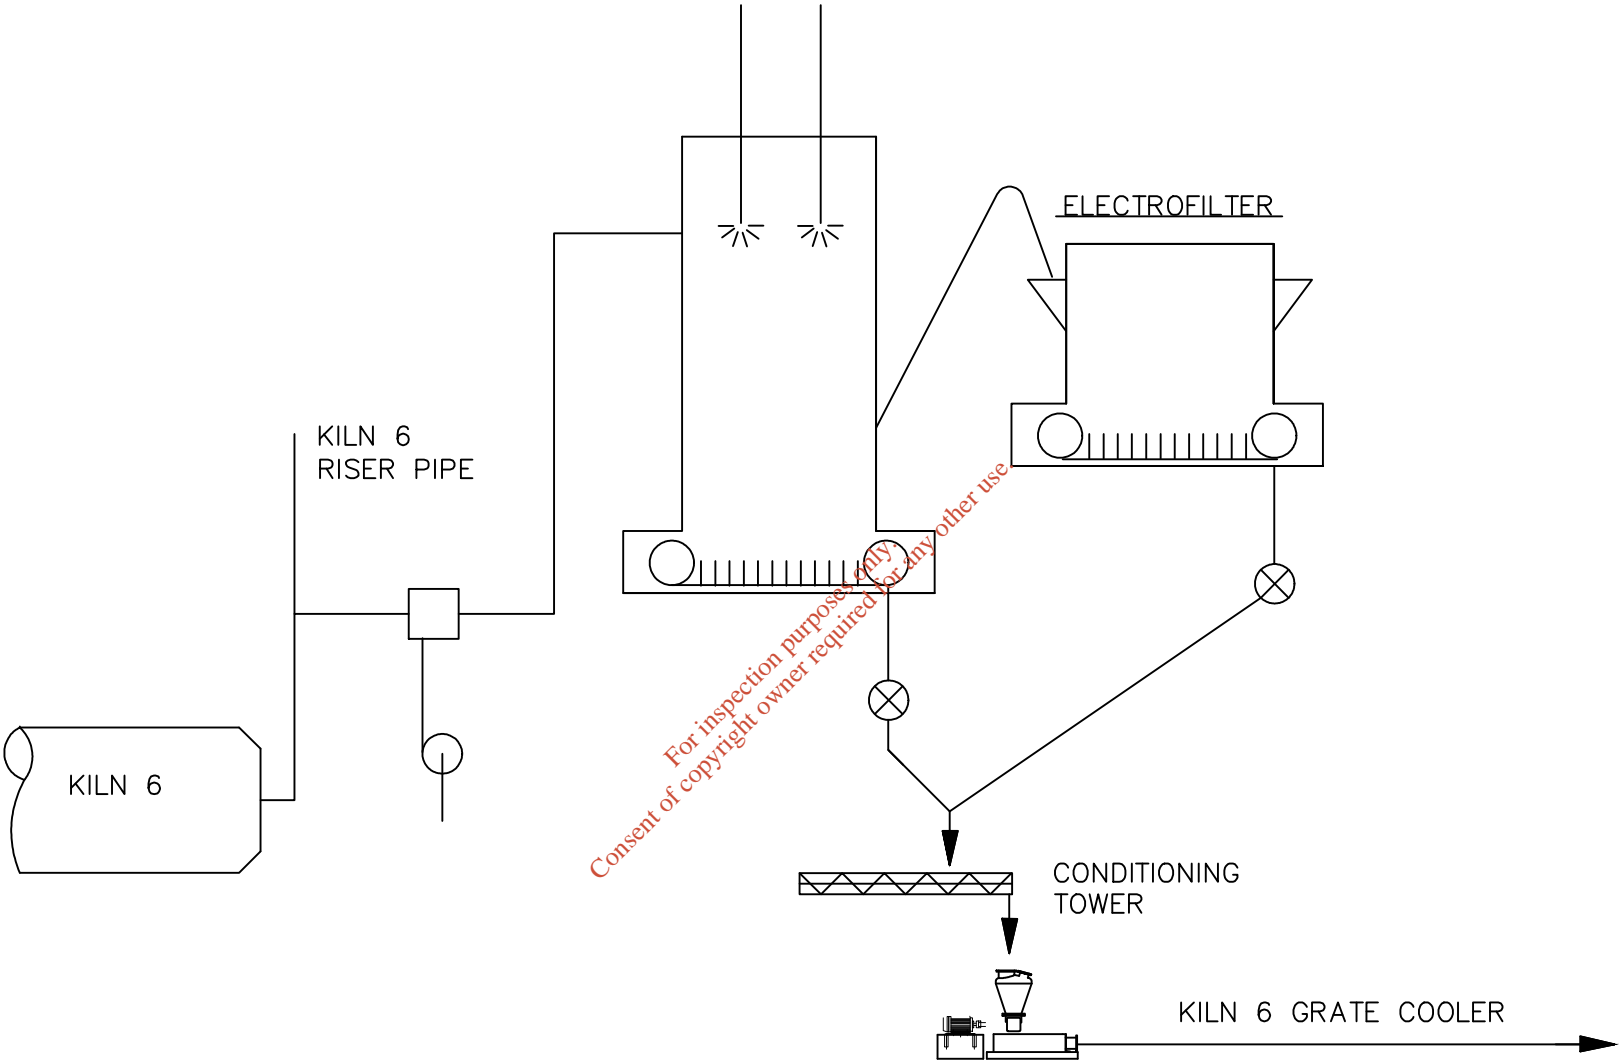 ELECTROFILTER
KILN 6
RISER PIPE
For inspection purposes only.
Consent of copyright owner required for any other use.
KILN 6
CONDITIONING
TOWER
KILN 6 GRATE COOLER